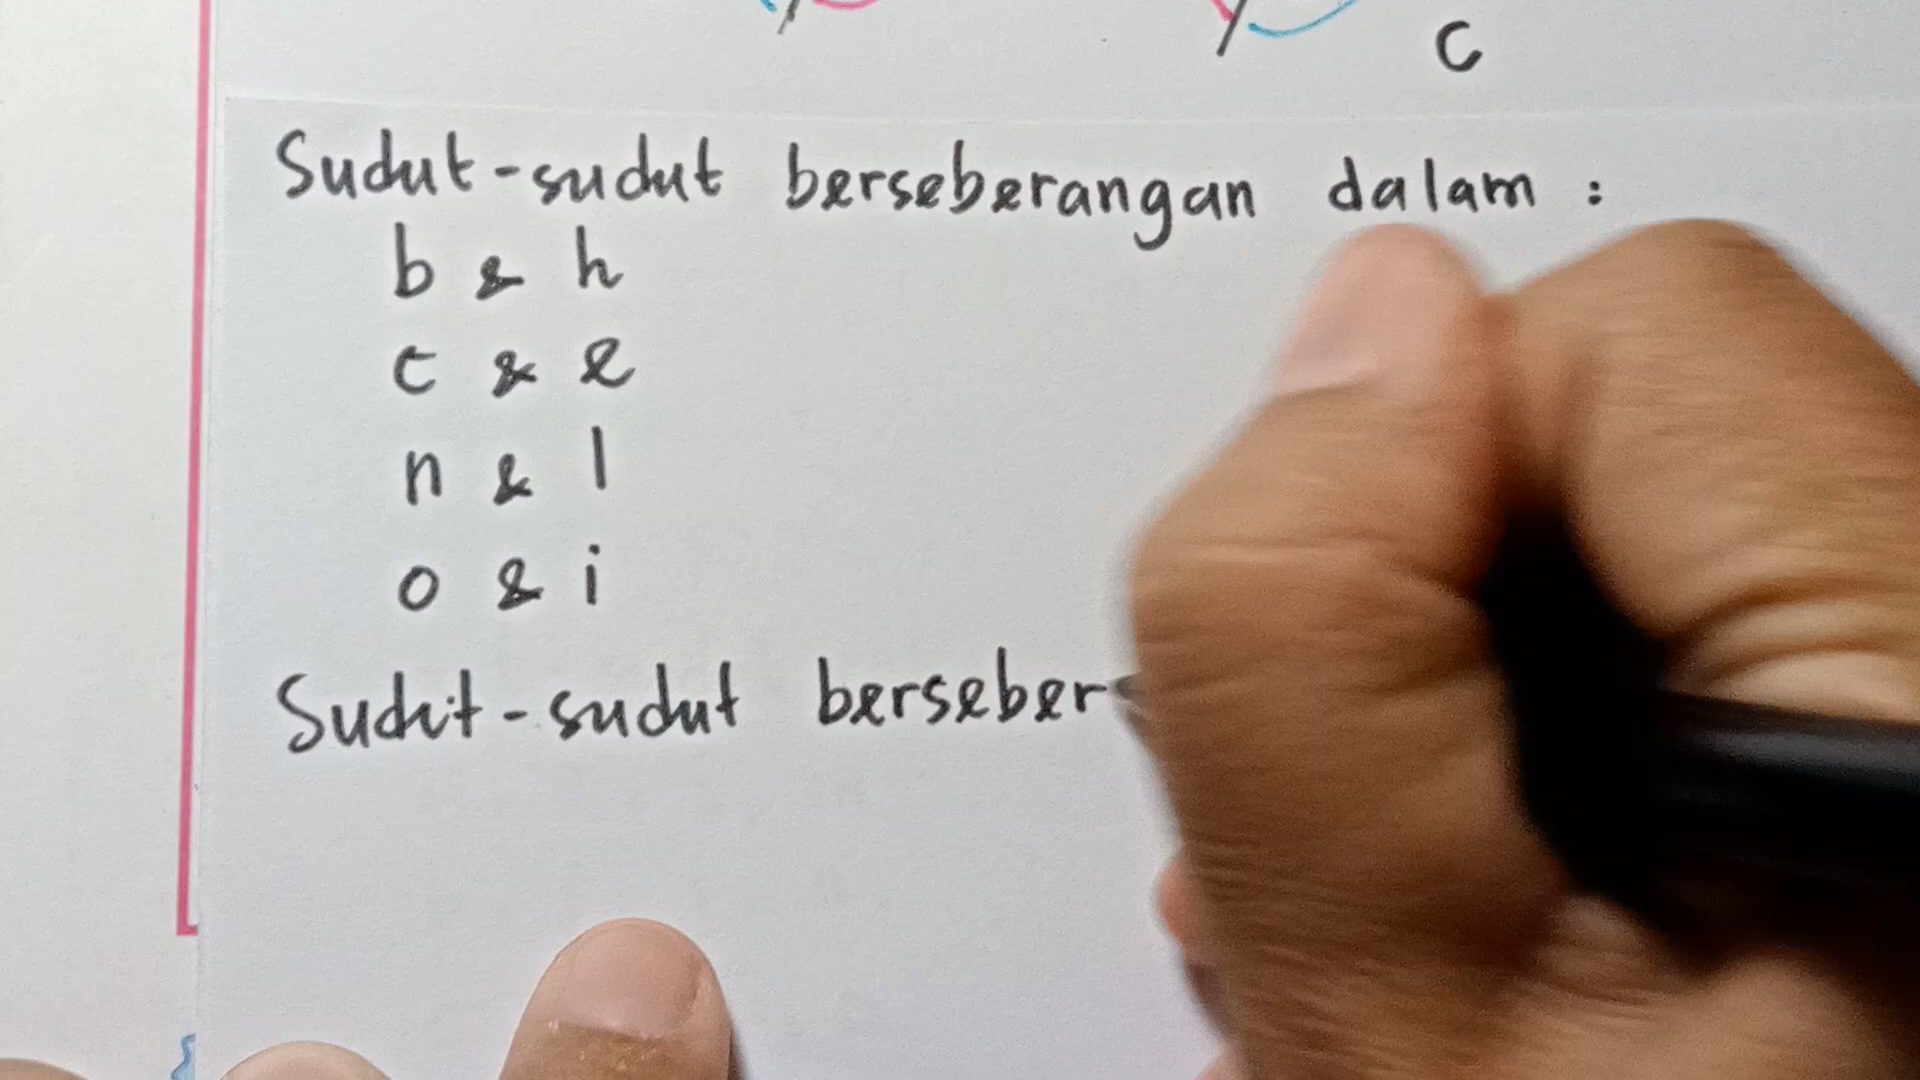 c
Sudut-sudut berseberangan dalam :
b & h
c & e
n & l
o & i
Sudut-sudut berseber